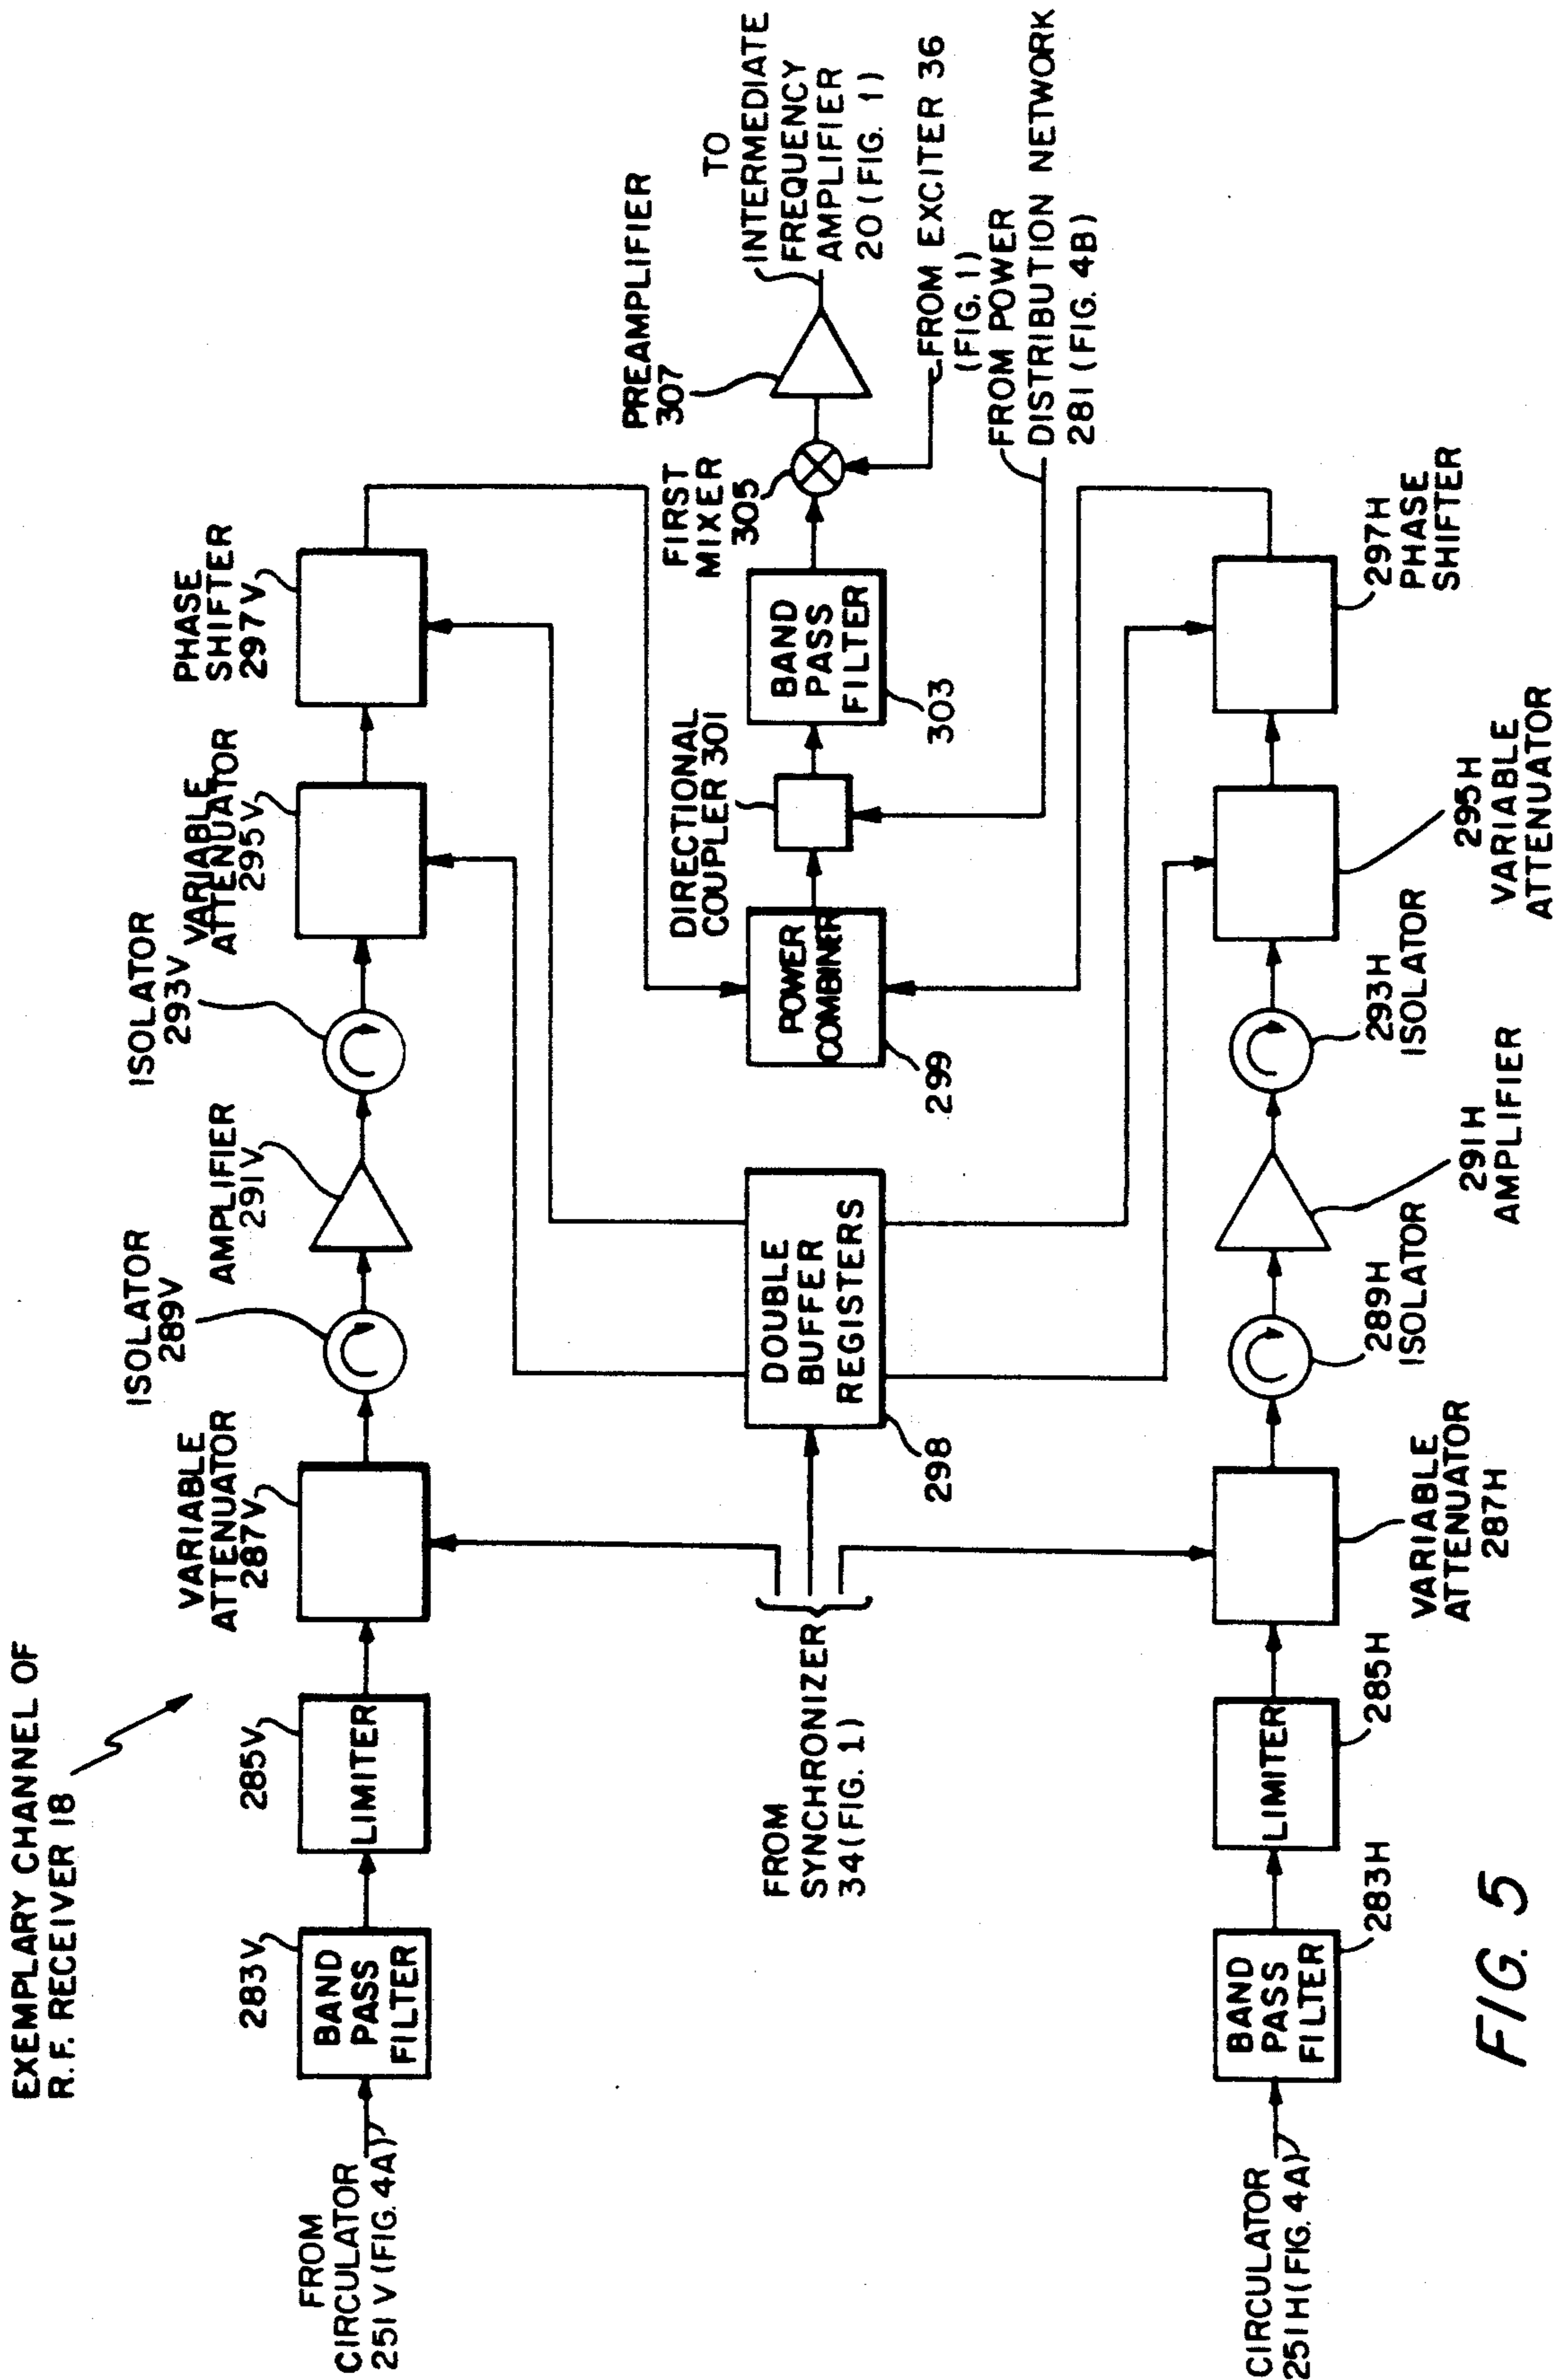 EXEMPLARY CHANNEL OF
R.F. RECEIVER 18
FROM
CIRCULATOR
251V (FIG. 4A)
283V
BAND
PASS
FILTER
285V
LIMITER
VARIABLE
ATTENUATOR
287V
ISOLATOR
289V
AMPLIFIER
291V
ISOLATOR
293V
VARIABLE
ATTENUATOR
295V
PHASE
SHIFTER
297V
FROM
SYNCHRONIZER
34 (FIG. 1)
DOUBLE
BUFFER
REGISTERS
298
POWER
COMBINER
299
DIRECTIONAL
COUPLER 301
BAND
PASS
FILTER
303
FIRST
MIXER
305
PREAMPLIFIER
307
TO
INTERMEDIATE
FREQUENCY
AMPLIFIER
20 (FIG. 1)
FROM EXCITER 36
(FIG. 1)
FROM POWER
DISTRIBUTION NETWORK
281 (FIG. 4B)
CIRCULATOR
251H (FIG. 4A)
BAND
PASS
FILTER
283H
LIMITER
285H
VARIABLE
ATTENUATOR
287H
289H
ISOLATOR
291H
AMPLIFIER
293H
ISOLATOR
295H
VARIABLE
ATTENUATOR
297H
PHASE
SHIFTER
FIG. 5